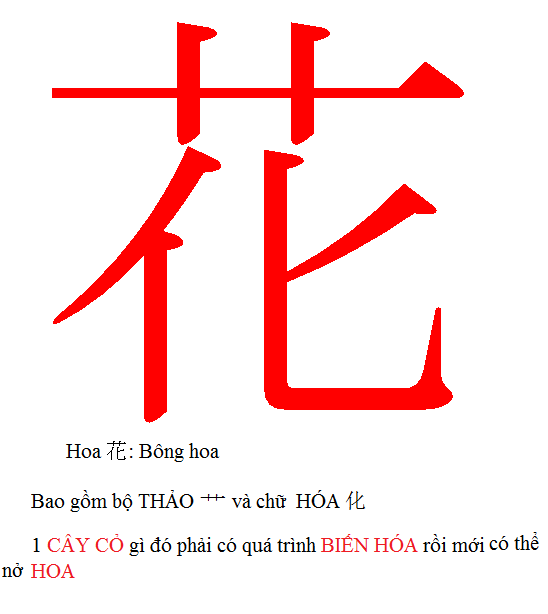 花
Hoa 花: Bông hoa
Bao gồm bộ THẢO 艹 và chữ HÓA 化
1 CÂY CỎ gì đó phải có quá trình BIẾN HÓA rồi mới có thể
nở HOA